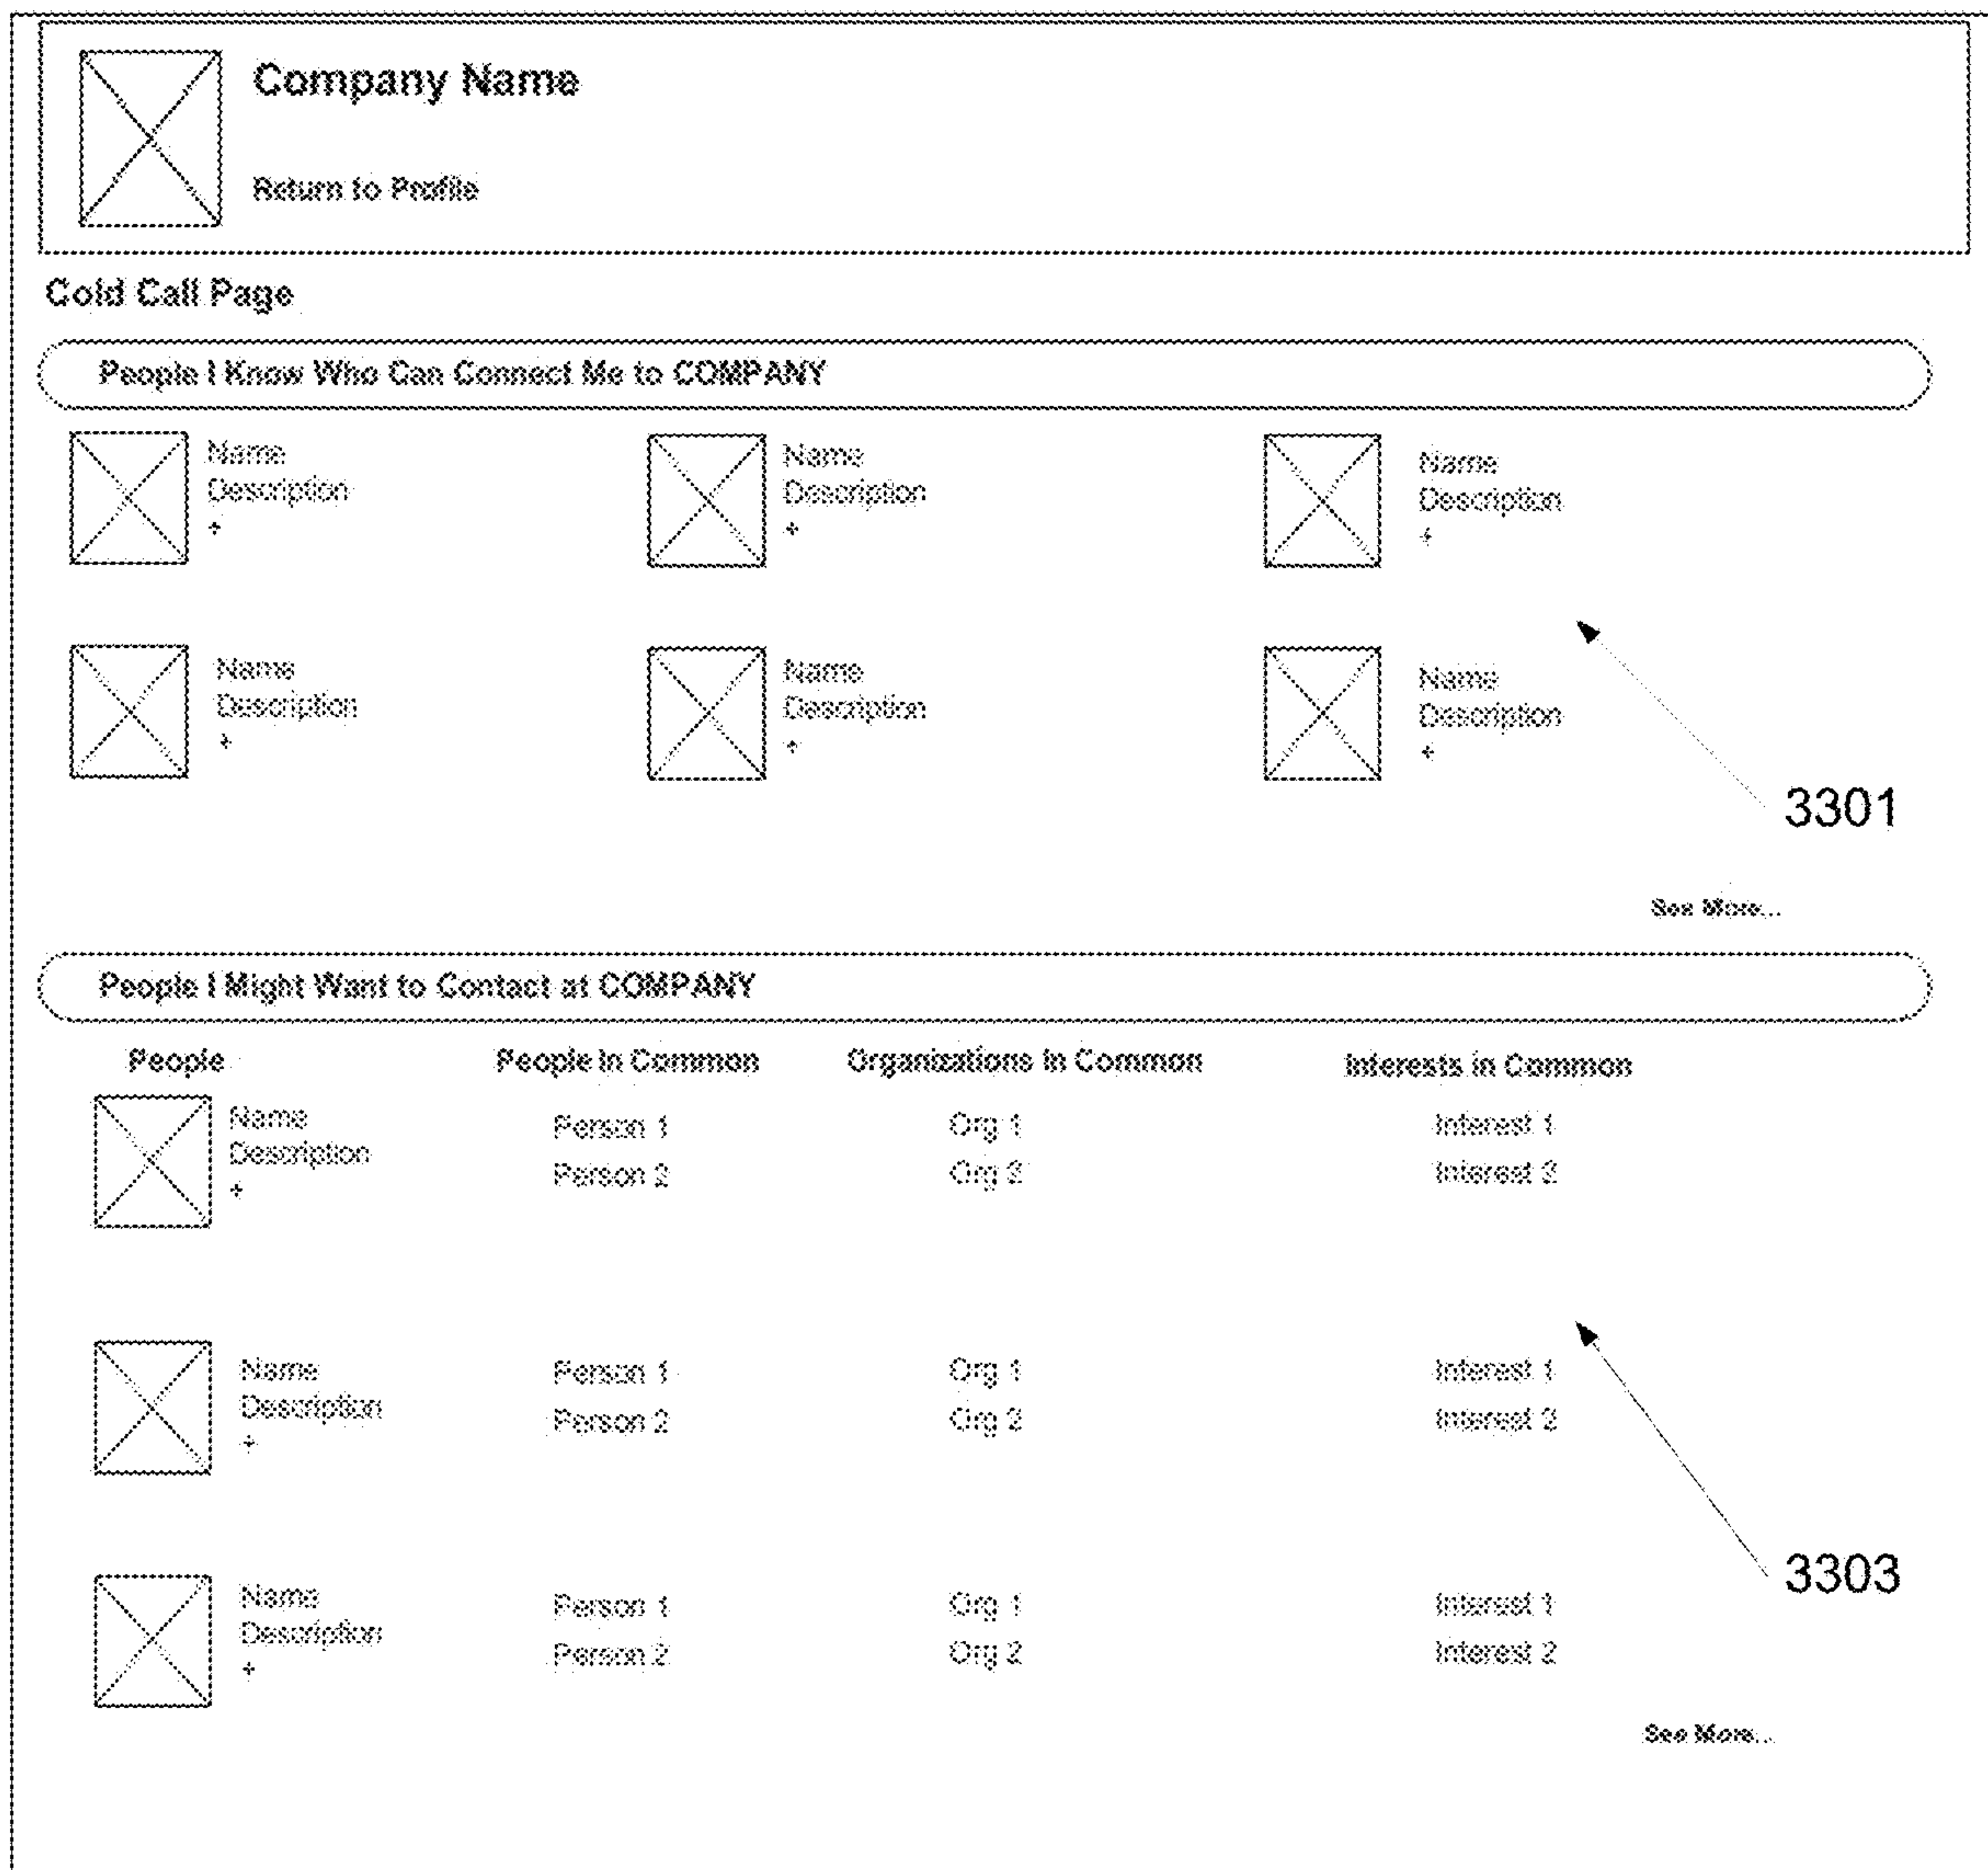 Company Name
Return to Profile
Cold Call Page
People I Know Who Can Connect Me to COMPANY
Name Name Name
Description Description Description
+ + +
Name Name Name
Description Description Description
+ + +
3301
See More...
People I Might Want to Contact at COMPANY
People People In Common Organizations In Common Interests in Common
Name Person 1 Org 1 Interest 1
Description Person 2 Org 2 Interest 2
+
Name Person 1 Org 1 Interest 1
Description Person 2 Org 2 Interest 2
+
3303
Name Person 1 Org 1 Interest 1
Description Person 2 Org 2 Interest 2
+
See More...